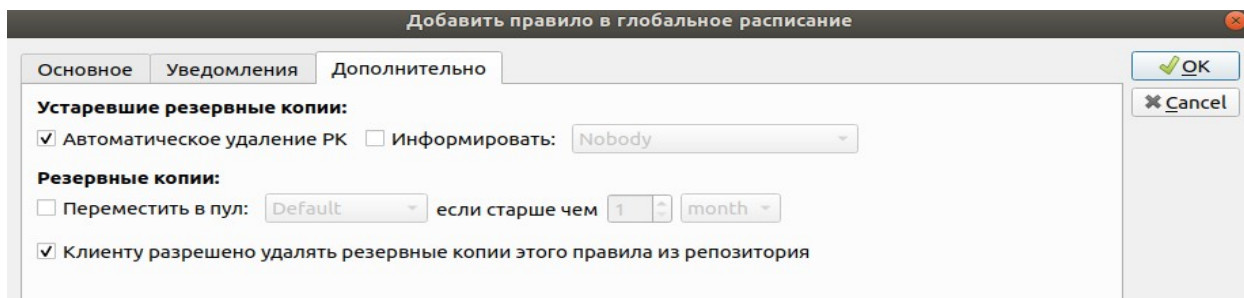 Добавить правило в глобальное расписание
Основное Уведомления Дополнительно
OK
Cancel
Устаревшие резервные копии:
Автоматическое удаление РК Информировать: Nobody
Резервные копии:
Переместить в пул: Default если старше чем 1 month
Клиенту разрешено удалять резервные копии этого правила из репозитория